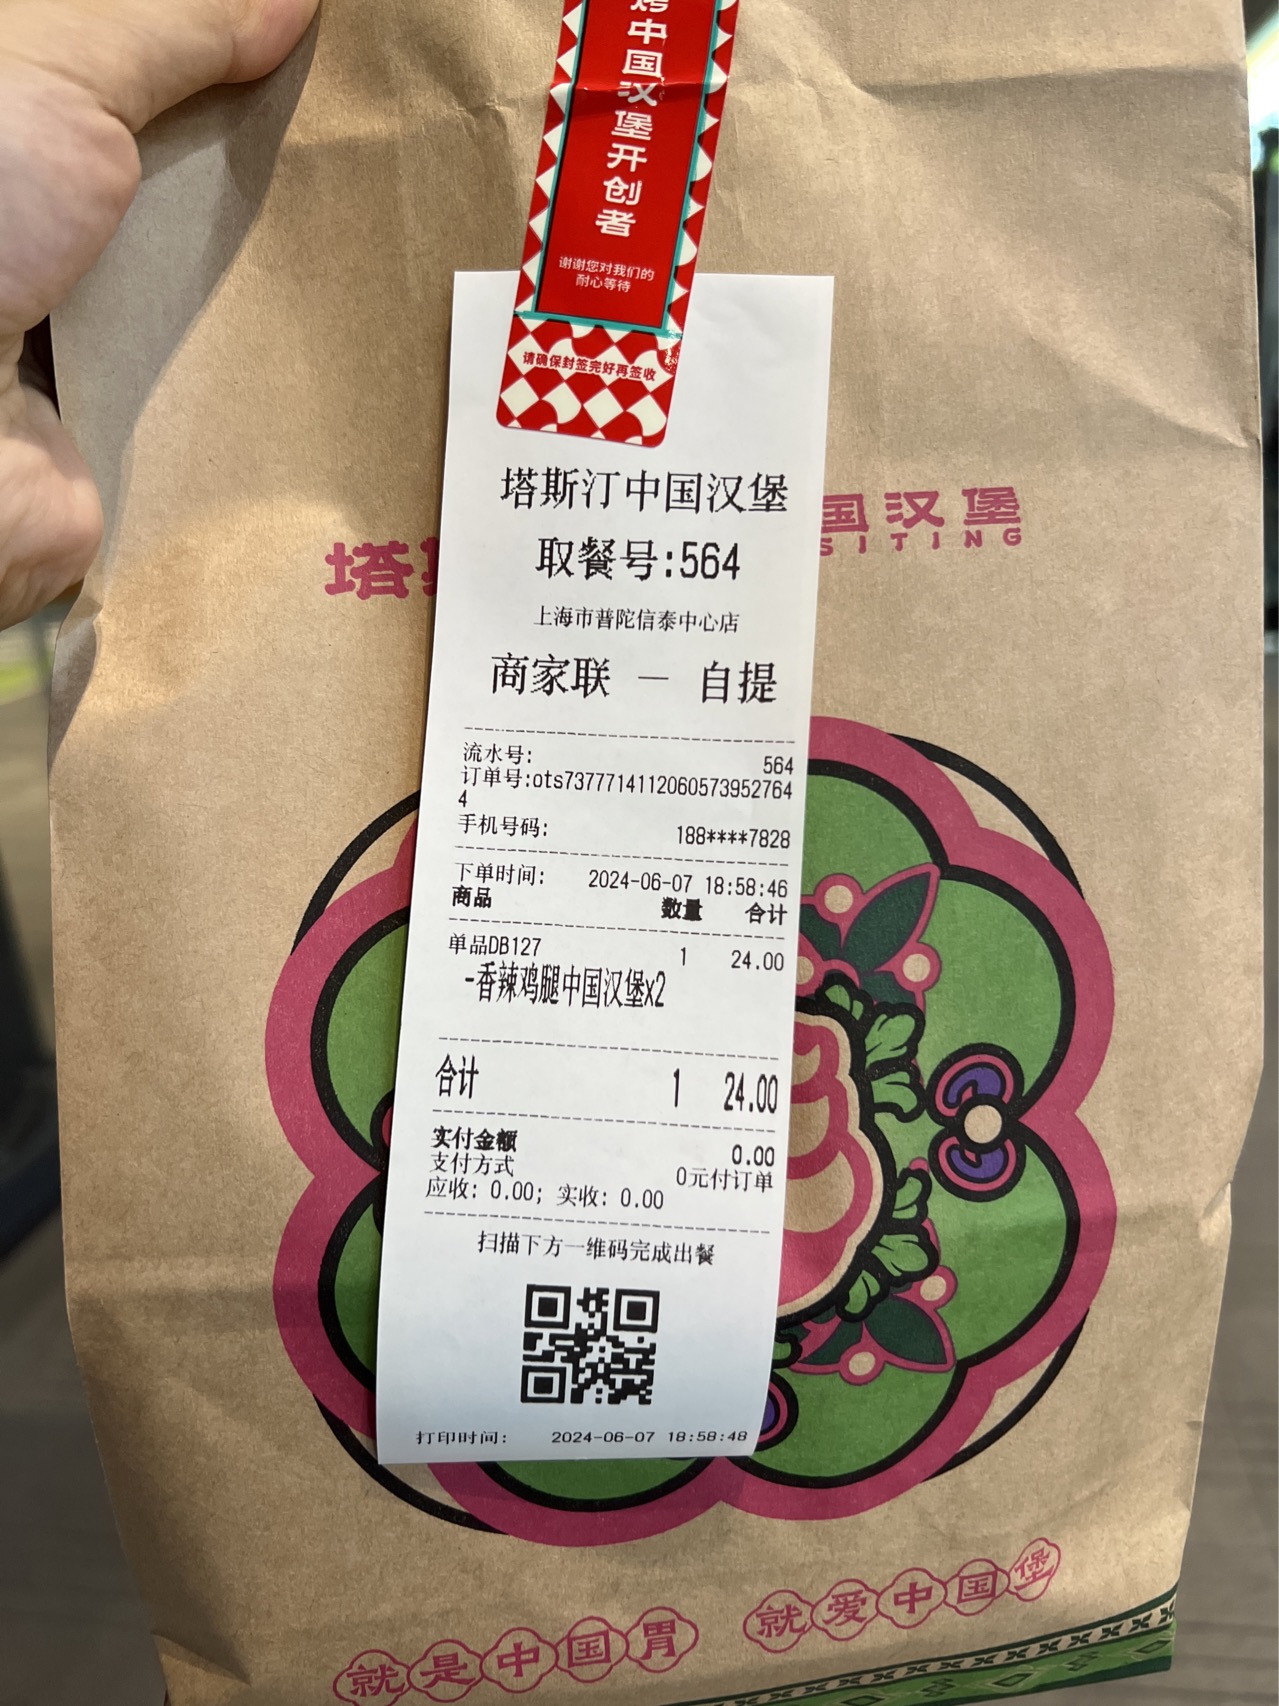 中国汉堡开创者
谢谢您对我们的
耐心等待
请确保封签完好再签收
塔斯汀中国汉堡
取餐号:564
上海市普陀信泰中心店
商家联 — 自提
流水号: 564
订单号:ots73777141120605739527644
4
手机号码: 188****7828
下单时间: 2024-06-07 18:58:46
商品 数量 合计
单品DB127 1 24.00
-香辣鸡腿中国汉堡x2
合计 1 24.00
实付金额 0.00
支付方式 0元付订单
应收: 0.00; 实收: 0.00
扫描下方一维码完成出餐
打印时间: 2024-06-07 18:58:48
塔
国汉堡
SITING
就是中国胃 就爱中国堡